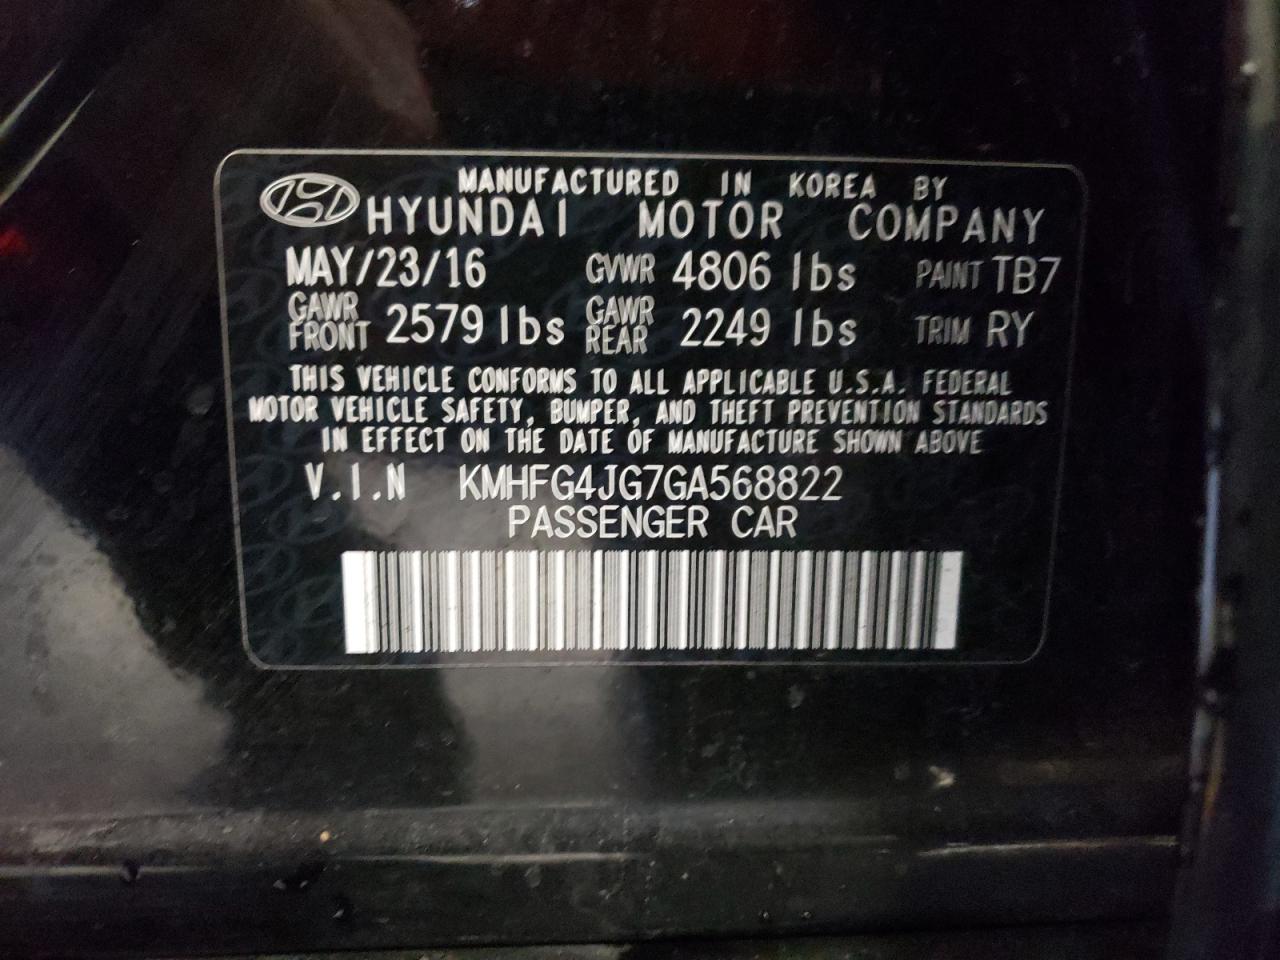 MANUFACTURED IN KOREA BY
HYUNDAI MOTOR COMPANY
MAY/23/16 GVWR 4806 lbs PAINT TB7
GAWR FRONT 2579 lbs GAWR REAR 2249 lbs TRIM RY
THIS VEHICLE CONFORMS TO ALL APPLICABLE U.S.A. FEDERAL
MOTOR VEHICLE SAFETY, BUMPER, AND THEFT PREVENTION STANDARDS
IN EFFECT ON THE DATE OF MANUFACTURE SHOWN ABOVE
V.I.N KMHFG4JG7GA568822
PASSENGER CAR